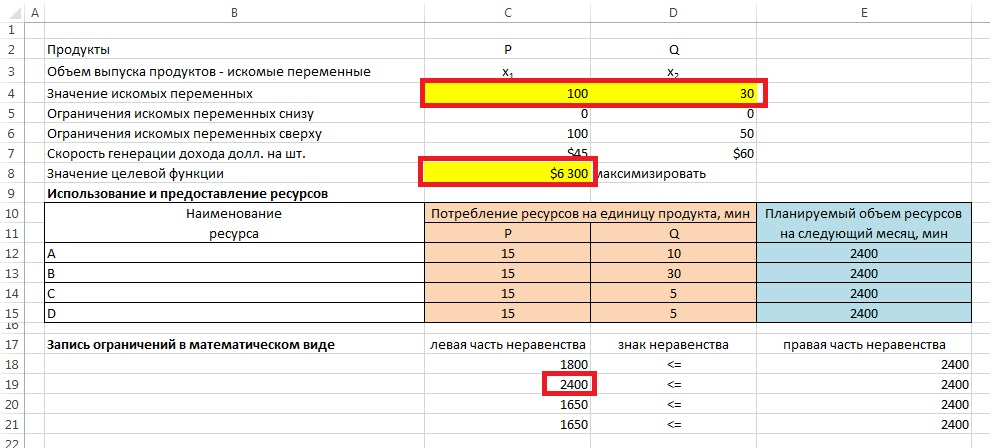 A B C D E
1
2 Продукты P Q
3 Объем выпуска продуктов - искомые переменные x1 x2
4 Значение искомых переменных 100 30
5 Ограничения искомых переменных снизу 0 0
6 Ограничения искомых переменных сверху 100 50
7 Скорость генерации дохода долл. на шт. $45 $60
8 Значение целевой функции $6 300 максимизировать
9 Использование и предоставление ресурсов
10 Наименование Потребление ресурсов на единицу продукта, мин Планируемый объем ресурсов
11 ресурса P Q на следующий месяц, мин
12 A 15 10 2400
13 B 15 30 2400
14 C 15 5 2400
15 D 15 5 2400
16
17 Запись ограничений в математическом виде левая часть неравенства знак неравенства правая часть неравенства
18 1800 <= 2400
19 2400 <= 2400
20 1650 <= 2400
21 1650 <= 2400
22